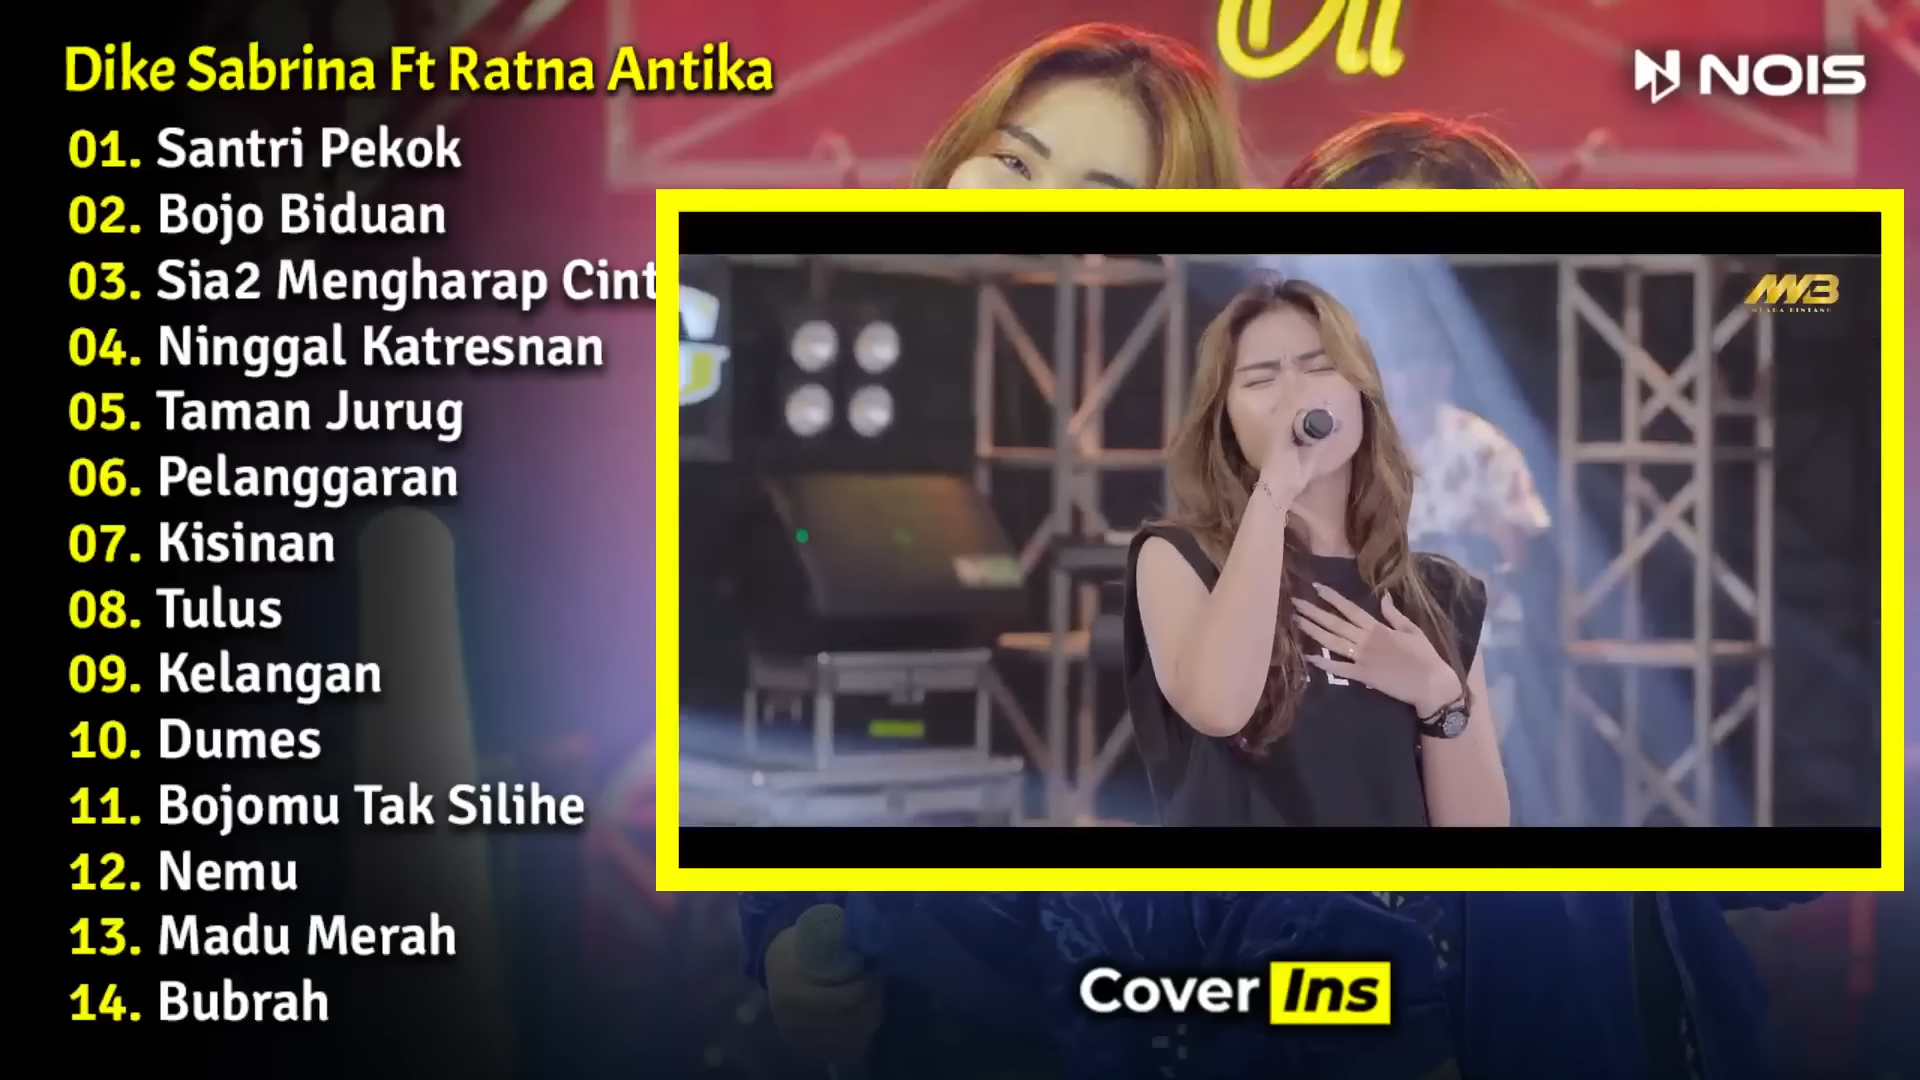 Dike Sabrina Ft Ratna Antika
NOIS
01. Santri Pekok
02. Bojo Biduan
03. Sia2 Mengharap Cint
04. Ninggal Katresnan
05. Taman Jurug
06. Pelanggaran
07. Kisinan
08. Tulus
09. Kelangan
10. Dumes
11. Bojomu Tak Silihe
12. Nemu
13. Madu Merah
14. Bubrah
MB
Cover Ins